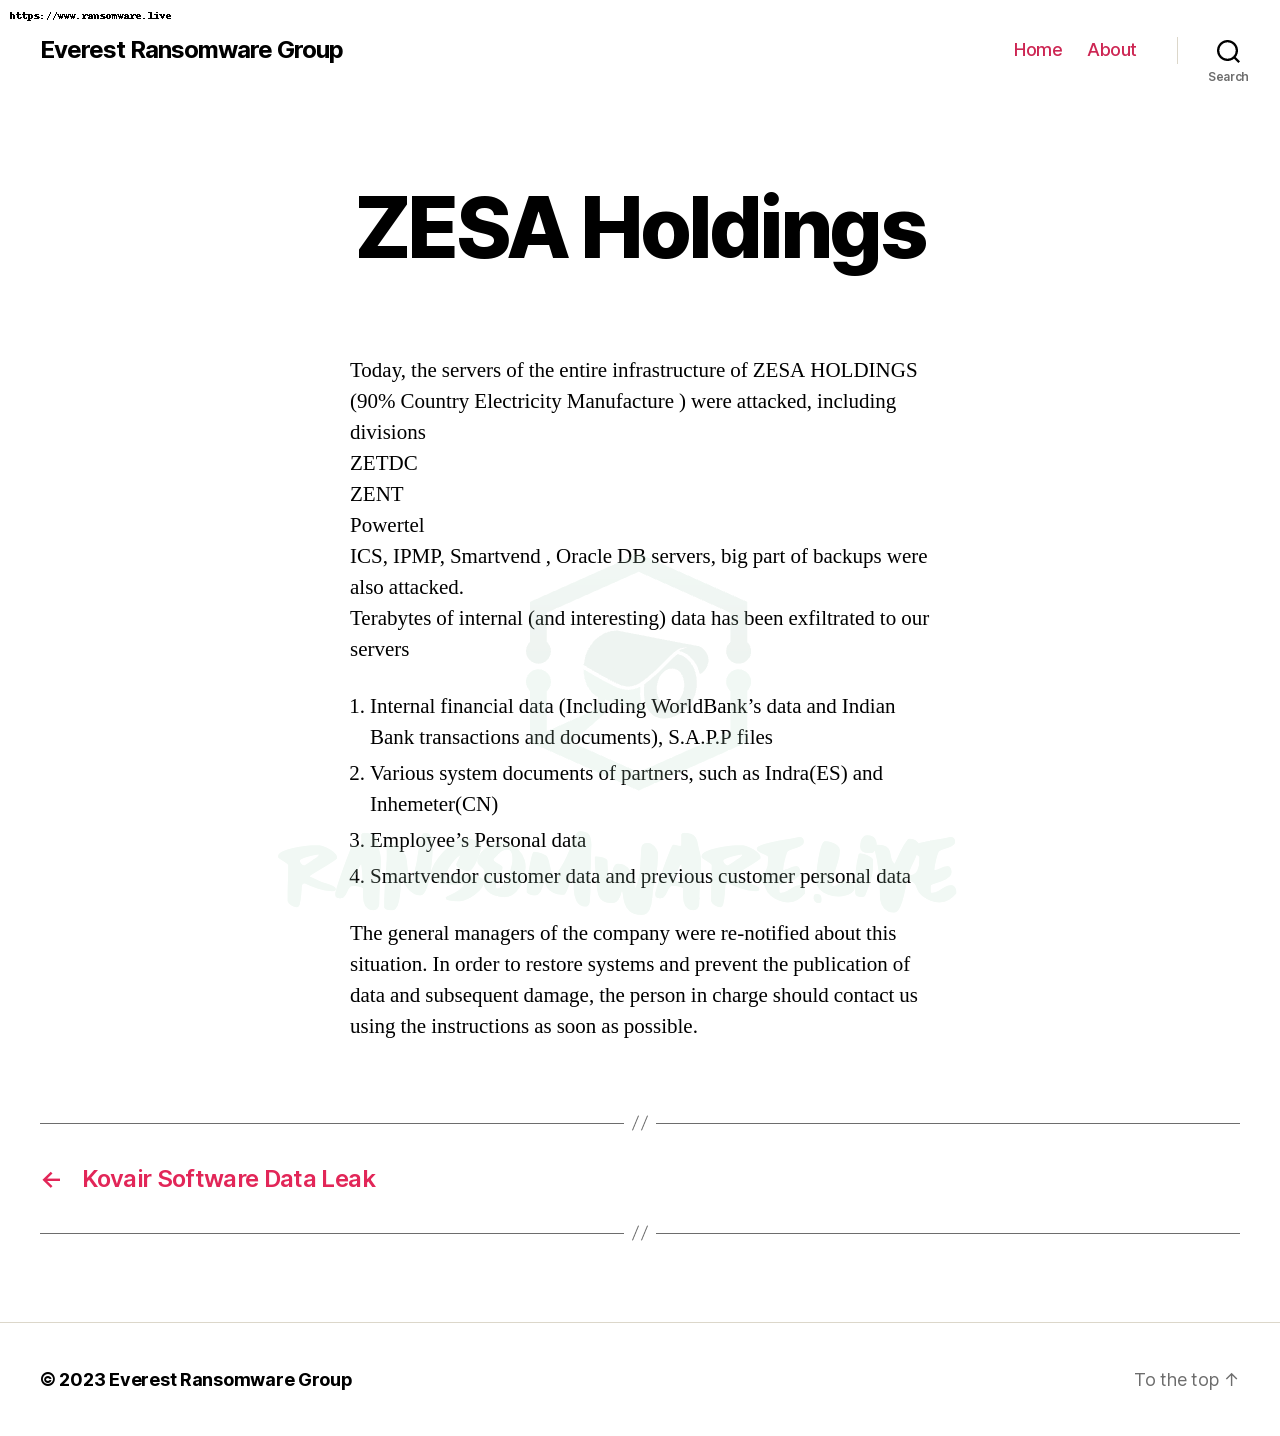 https://www.ransomware.live
Everest Ransomware Group
Home About
Search
ZESA Holdings
Today, the servers of the entire infrastructure of ZESA HOLDINGS
(90% Country Electricity Manufacture ) were attacked, including
divisions
ZETDC
ZENT
Powertel
ICS, IPMP, Smartvend , Oracle DB servers, big part of backups were
also attacked.
Terabytes of internal (and interesting) data has been exfiltrated to our
servers
1. Internal financial data (Including WorldBank’s data and Indian
Bank transactions and documents), S.A.P.P files
2. Various system documents of partners, such as Indra(ES) and
Inhemeter(CN)
3. Employee’s Personal data
RANSOMWARE.LIVE
4. Smartvendor customer data and previous customer personal data
The general managers of the company were re-notified about this
situation. In order to restore systems and prevent the publication of
data and subsequent damage, the person in charge should contact us
using the instructions as soon as possible.
//
← Kovair Software Data Leak
//
© 2023 Everest Ransomware Group
To the top ↑